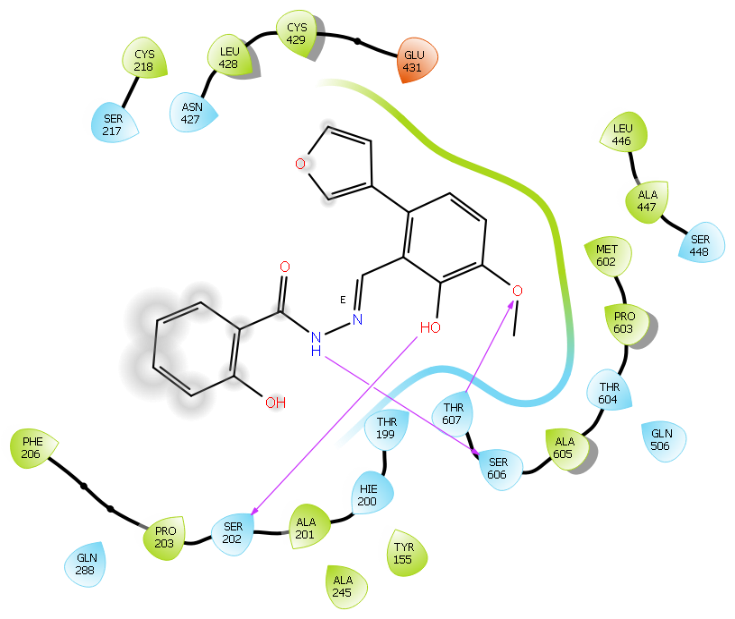 CYS
429
CYS
218
LEU
428
GLU
431
SER
217
ASN
427
LEU
446
O
ALA
447
SER
448
MET
602
O
E
N
O
PRO
603
N
H
HO
THR
604
OH
THR
607
THR
199
GLN
506
PHE
206
ALA
605
SER
606
HIE
200
PRO
203
SER
202
ALA
201
TYR
155
GLN
288
ALA
245